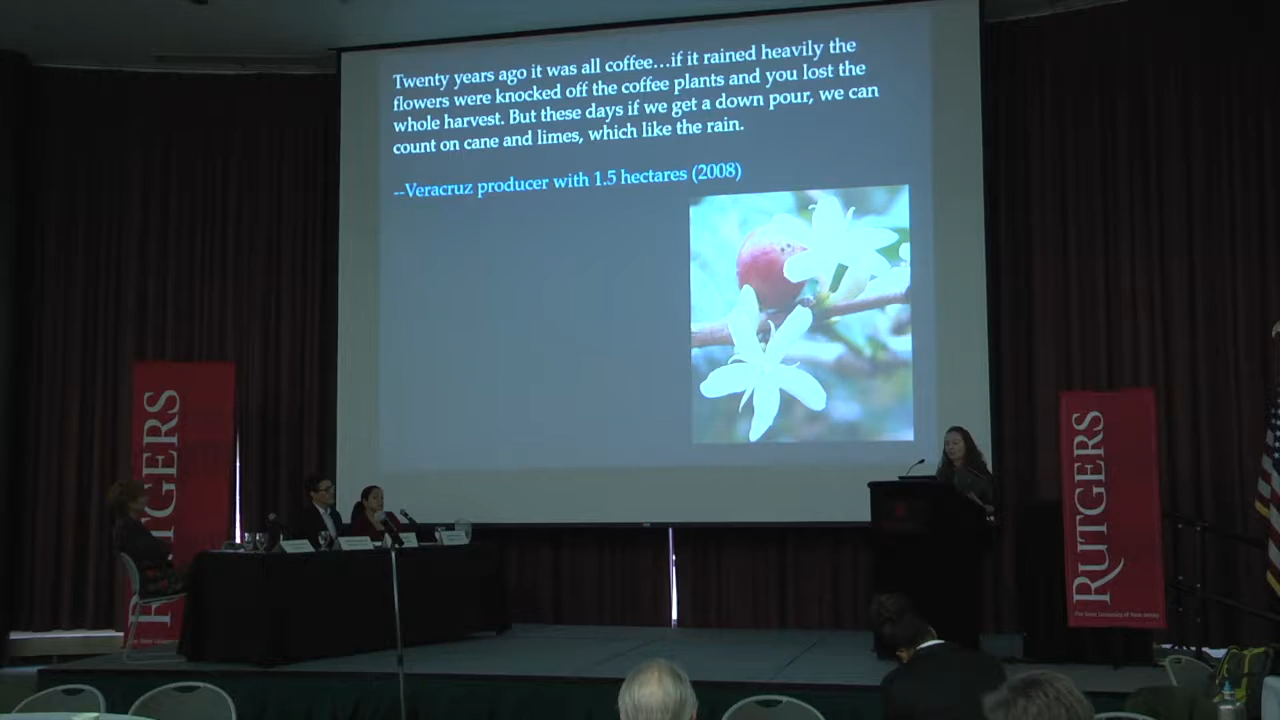 Twenty years ago it was all coffee…if it rained heavily the
flowers were knocked off the coffee plants and you lost the
whole harvest. But these days if we get a down pour, we can
count on cane and limes, which like the rain.
--Veracruz producer with 1.5 hectares (2008)
RUTGERS
RUTGERS